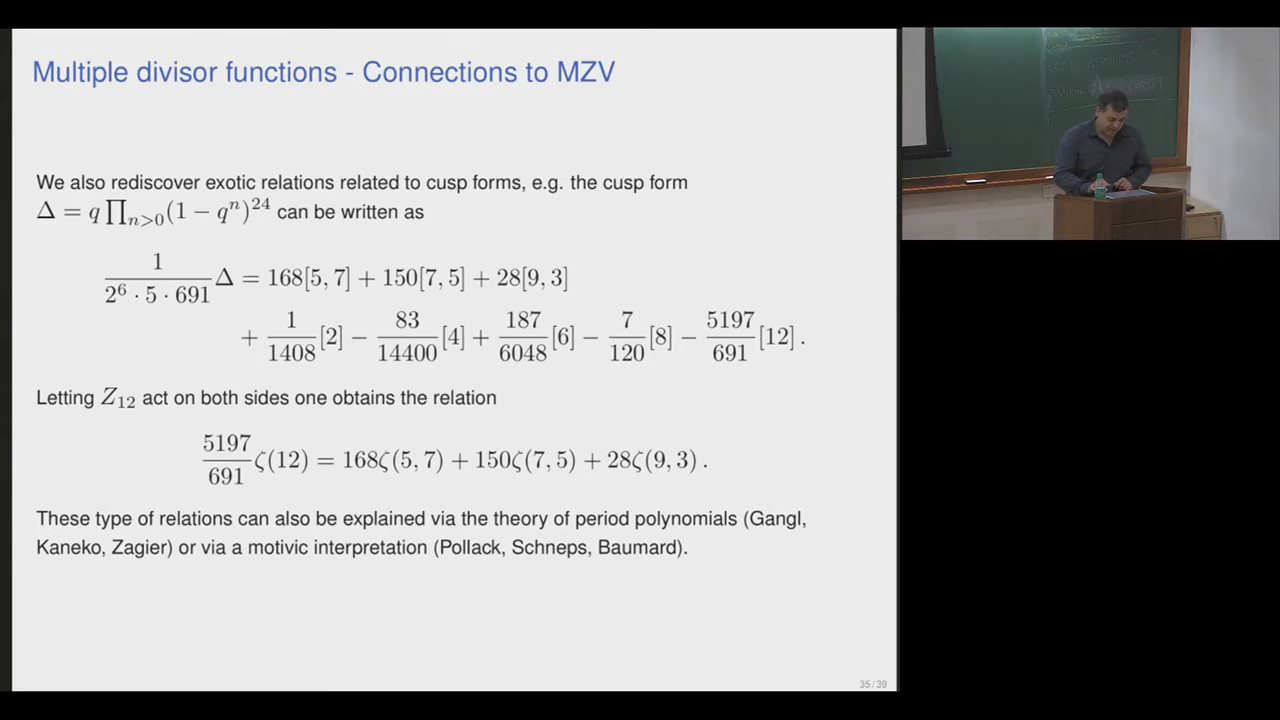 Multiple divisor functions - Connections to MZV
We also rediscover exotic relations related to cusp forms, e.g. the cusp form
Δ = q ∏_{n>0}(1 − qⁿ)²⁴ can be written as
1/(2⁶ · 5 · 691) Δ = 168[5, 7] + 150[7, 5] + 28[9, 3]
+ 1/1408 [2] − 83/14400 [4] + 187/6048 [6] − 7/120 [8] − 5197/691 [12] .
Letting Z₁₂ act on both sides one obtains the relation
5197/691 ζ(12) = 168ζ(5, 7) + 150ζ(7, 5) + 28ζ(9, 3) .
These type of relations can also be explained via the theory of period polynomials (Gangl,
Kaneko, Zagier) or via a motivic interpretation (Pollack, Schneps, Baumard).
35 / 39